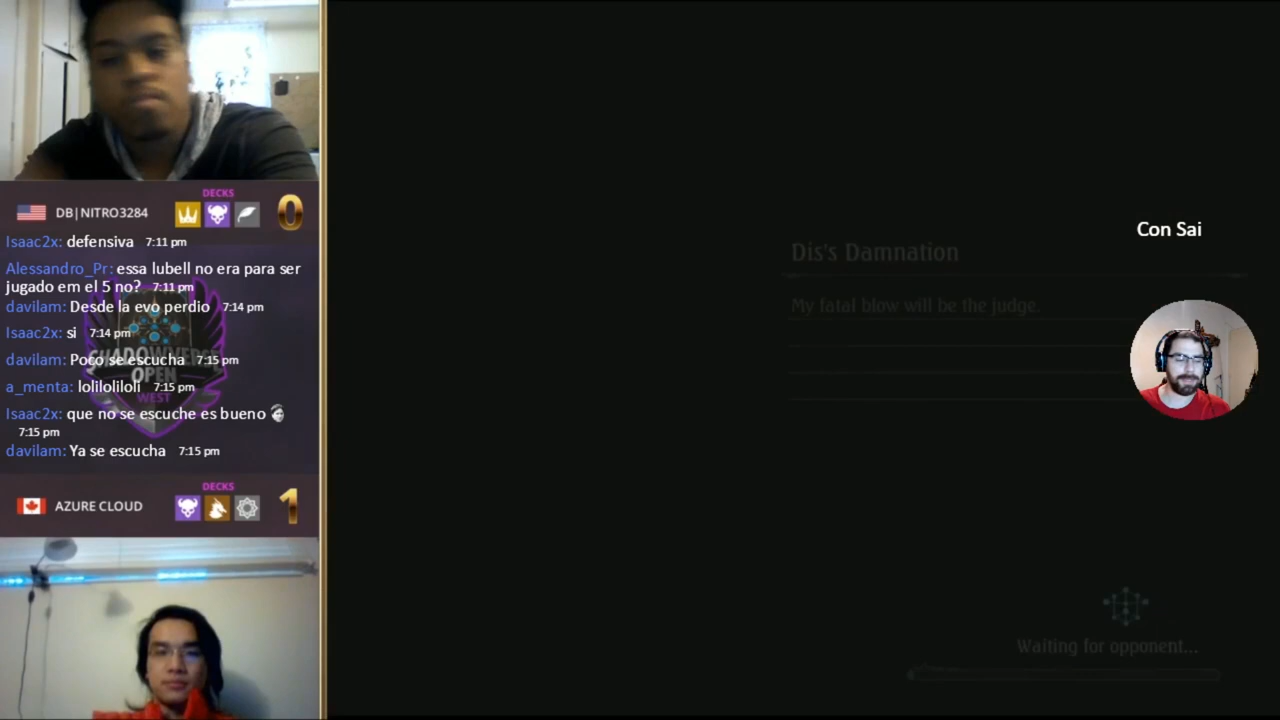 DECKS
DB|NITRO3284
0
Isaac2x: defensiva 7:11 pm
Alessandro_Pr: essa lubell no era para ser
jugado em el 5 no? 7:11 pm
davilam: Desde la evo perdio 7:14 pm
Isaac2x: si 7:14 pm
davilam: Poco se escucha 7:15 pm
a_menta: loliloliloli 7:15 pm
Isaac2x: que no se escuche es bueno
7:15 pm
davilam: Ya se escucha 7:15 pm
SHADOWVERSE
OPEN
WEST
DECKS
AZURE CLOUD
1
Con Sai
Dis's Damnation
My fatal blow will be the judge.
Waiting for opponent...